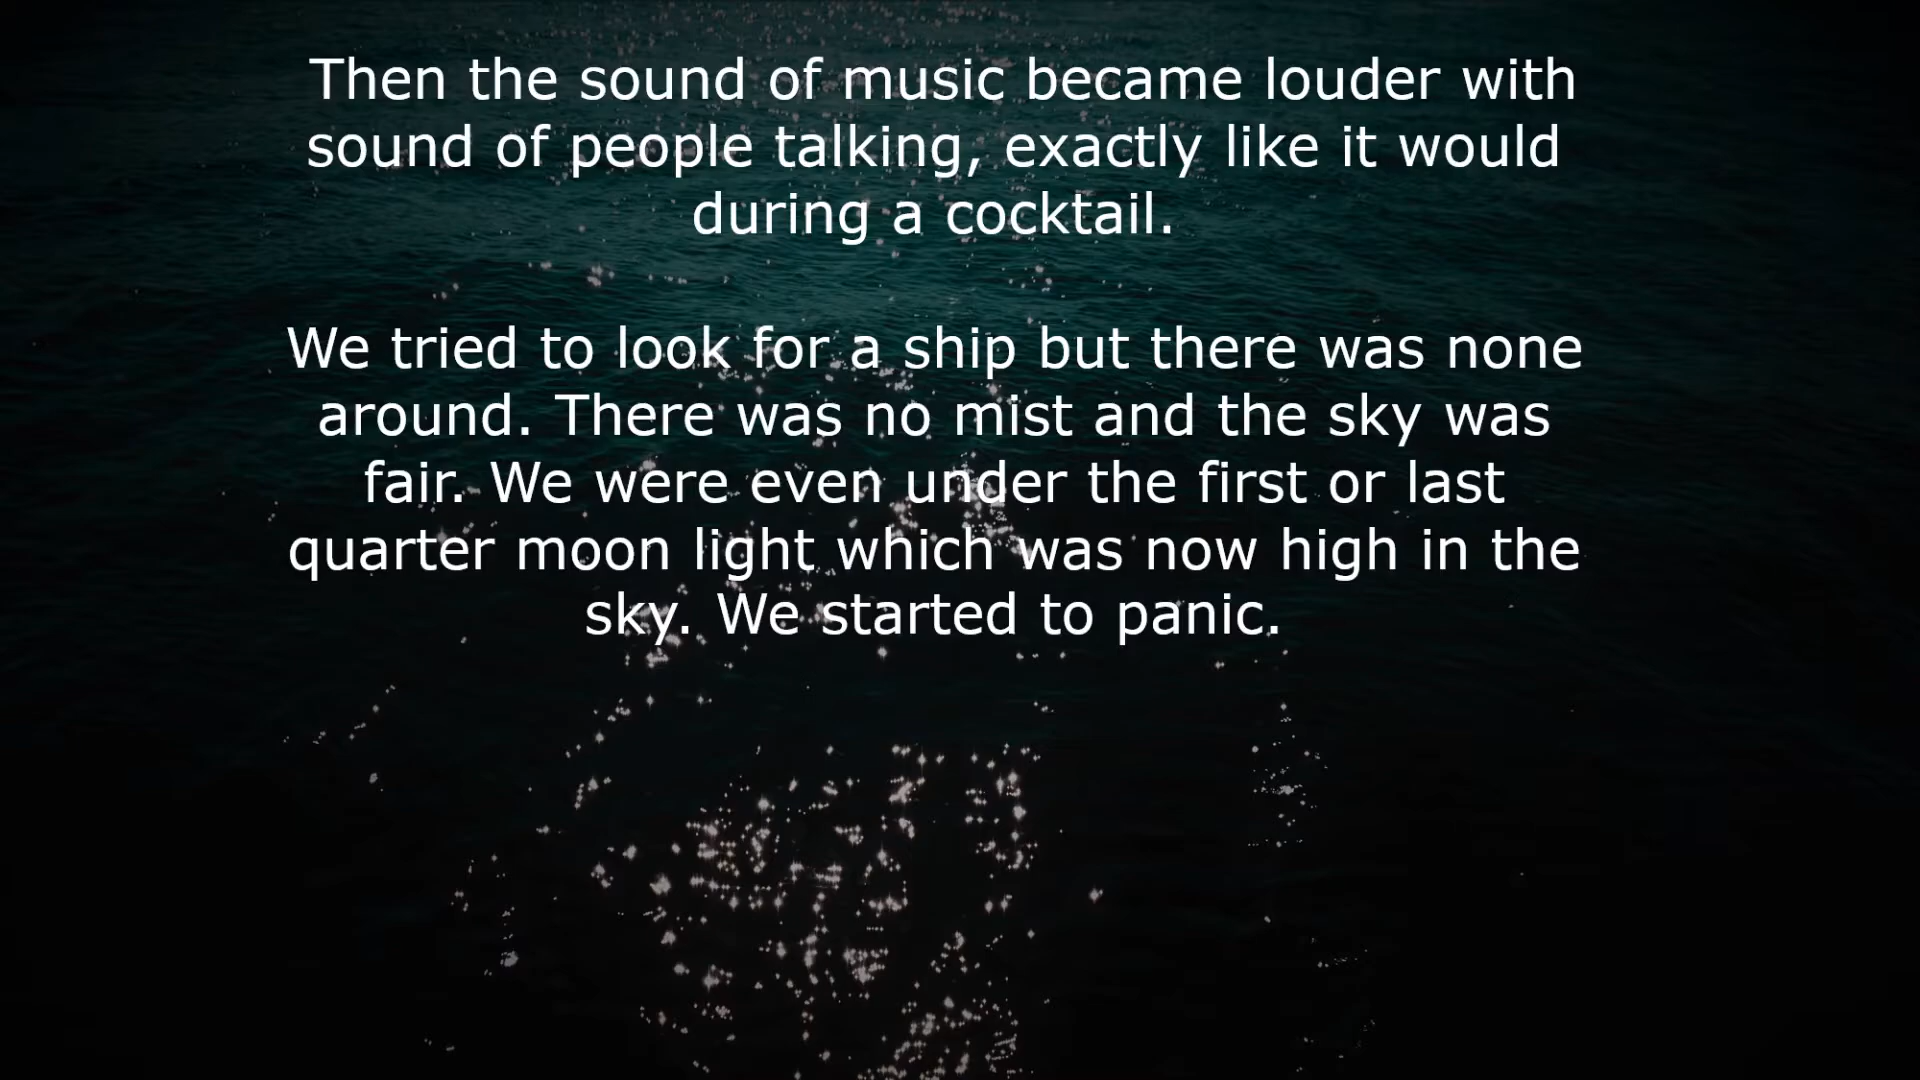 Then the sound of music became louder with
sound of people talking, exactly like it would
during a cocktail.
We tried to look for a ship but there was none
around. There was no mist and the sky was
fair. We were even under the first or last
quarter moon light which was now high in the
sky. We started to panic.